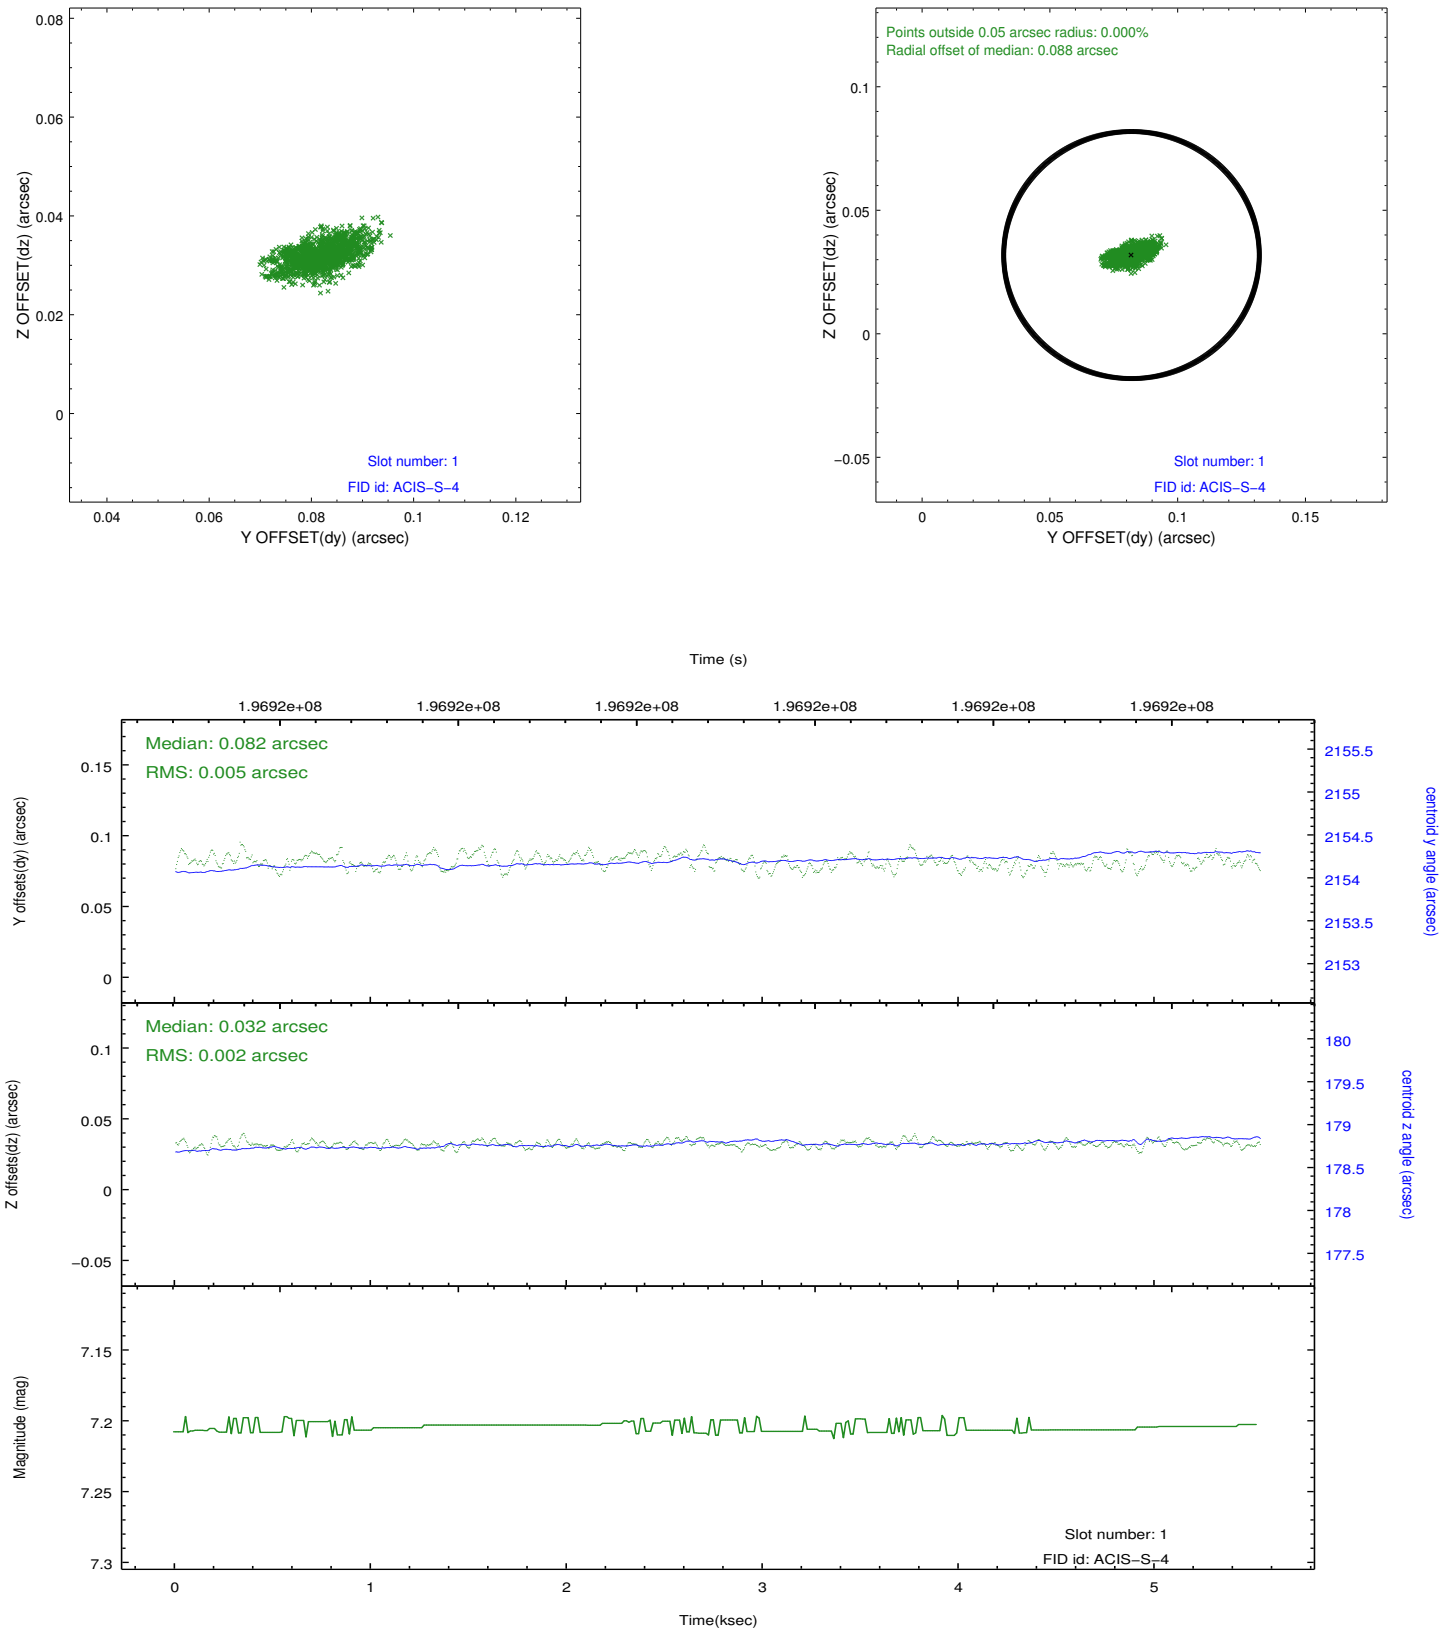 0.08
0.06
0.04
0.02
0
Z OFFSET(dz) (arcsec)
Slot number: 1
FID id: ACIS−S−4
0.04
0.06
0.08
0.1
0.12
Y OFFSET(dy) (arcsec)
Points outside 0.05 arcsec radius: 0.000%
Radial offset of median: 0.088 arcsec
0.1
0.05
0
−0.05
Z OFFSET(dz) (arcsec)
Slot number: 1
FID id: ACIS−S−4
0
0.05
0.1
0.15
Y OFFSET(dy) (arcsec)
Time (s)
1.9692e+08
1.9692e+08
1.9692e+08
1.9692e+08
1.9692e+08
1.9692e+08
Median: 0.082 arcsec
RMS: 0.005 arcsec
0.15
0.1
0.05
0
Y offsets(dy) (arcsec)
2155.5
2155
2154.5
2154
2153.5
2153
centroid y angle (arcsec)
Median: 0.032 arcsec
RMS: 0.002 arcsec
0.1
0.05
0
−0.05
Z offsets(dz) (arcsec)
180
179.5
179
178.5
178
177.5
centroid z angle (arcsec)
7.15
7.2
7.25
7.3
Magnitude (mag)
Slot number: 1
FID id: ACIS−S−4
0
1
2
3
4
5
Time(ksec)